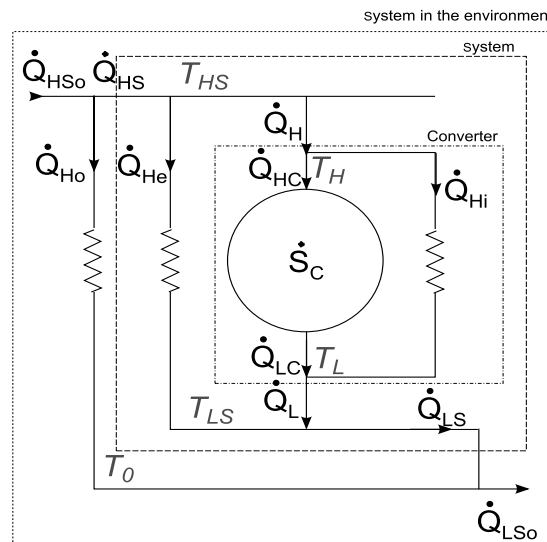 System in the environmen
System
Q̇HSo Q̇HS THS
Q̇H
Converter
Q̇Ho Q̇He Q̇HC TH Q̇Hi
ṠC
Q̇LC TL
Q̇L
TLS Q̇LS
T0
Q̇LSo